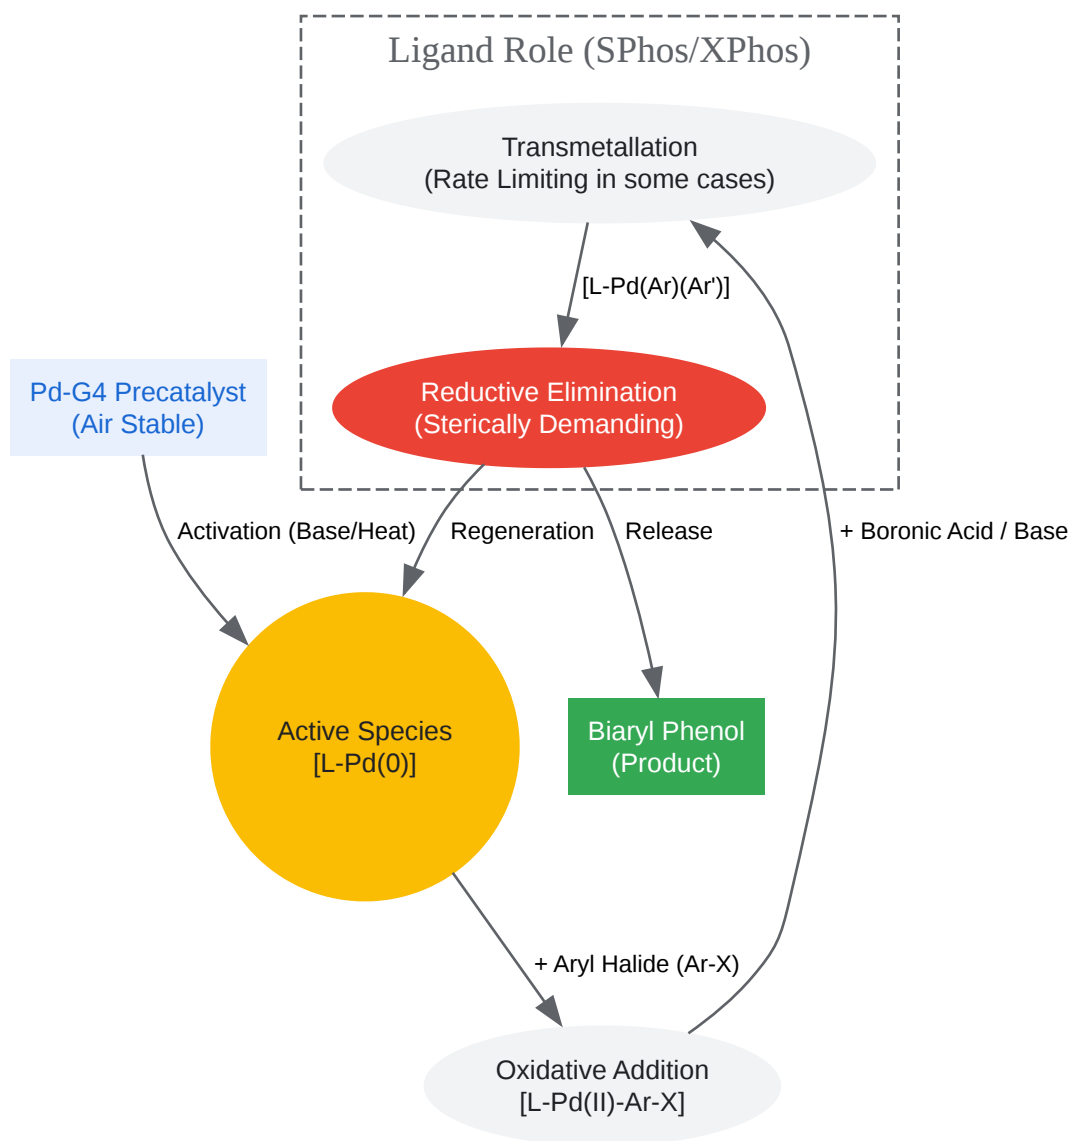 Ligand Role (SPhos/XPhos)
Transmetallation
(Rate Limiting in some cases)
[L-Pd(Ar)(Ar')]
Pd-G4 Precatalyst
(Air Stable)
Reductive Elimination
(Sterically Demanding)
Activation (Base/Heat)
Regeneration
Release
+ Boronic Acid / Base
Active Species
[L-Pd(0)]
Biaryl Phenol
(Product)
+ Aryl Halide (Ar-X)
Oxidative Addition
[L-Pd(II)-Ar-X]